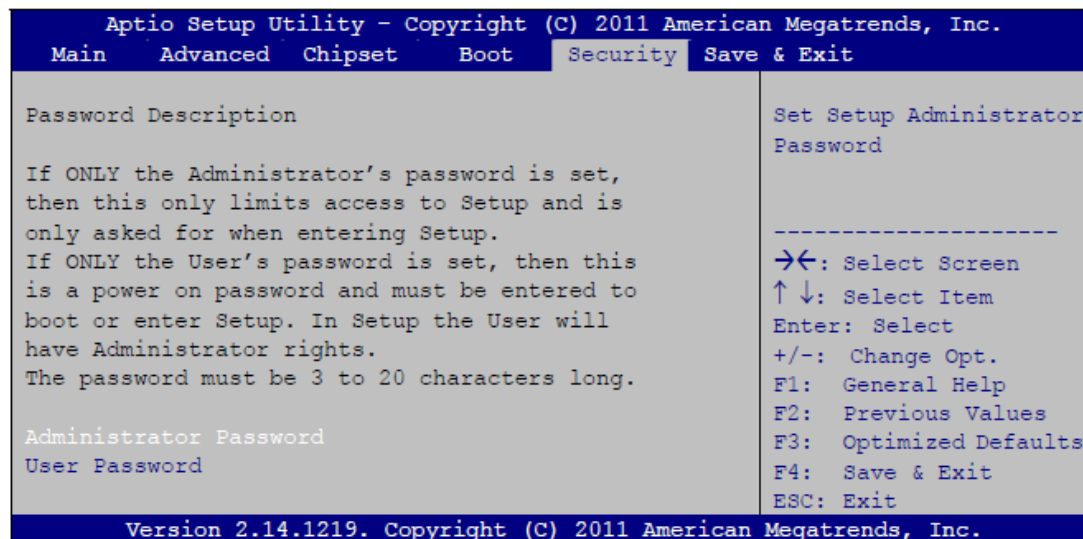 Aptio Setup Utility – Copyright (C) 2011 American Megatrends, Inc.
Main Advanced Chipset Boot Security Save & Exit
Password Description
If ONLY the Administrator's password is set,
then this only limits access to Setup and is
only asked for when entering Setup.
If ONLY the User's password is set, then this
is a power on password and must be entered to
boot or enter Setup. In Setup the User will
have Administrator rights.
The password must be 3 to 20 characters long.
Administrator Password
User Password
Set Setup Administrator
Password
---------------------
→←: Select Screen
↑ ↓: Select Item
Enter: Select
+/-: Change Opt.
F1: General Help
F2: Previous Values
F3: Optimized Defaults
F4: Save & Exit
ESC: Exit
Version 2.14.1219. Copyright (C) 2011 American Megatrends, Inc.